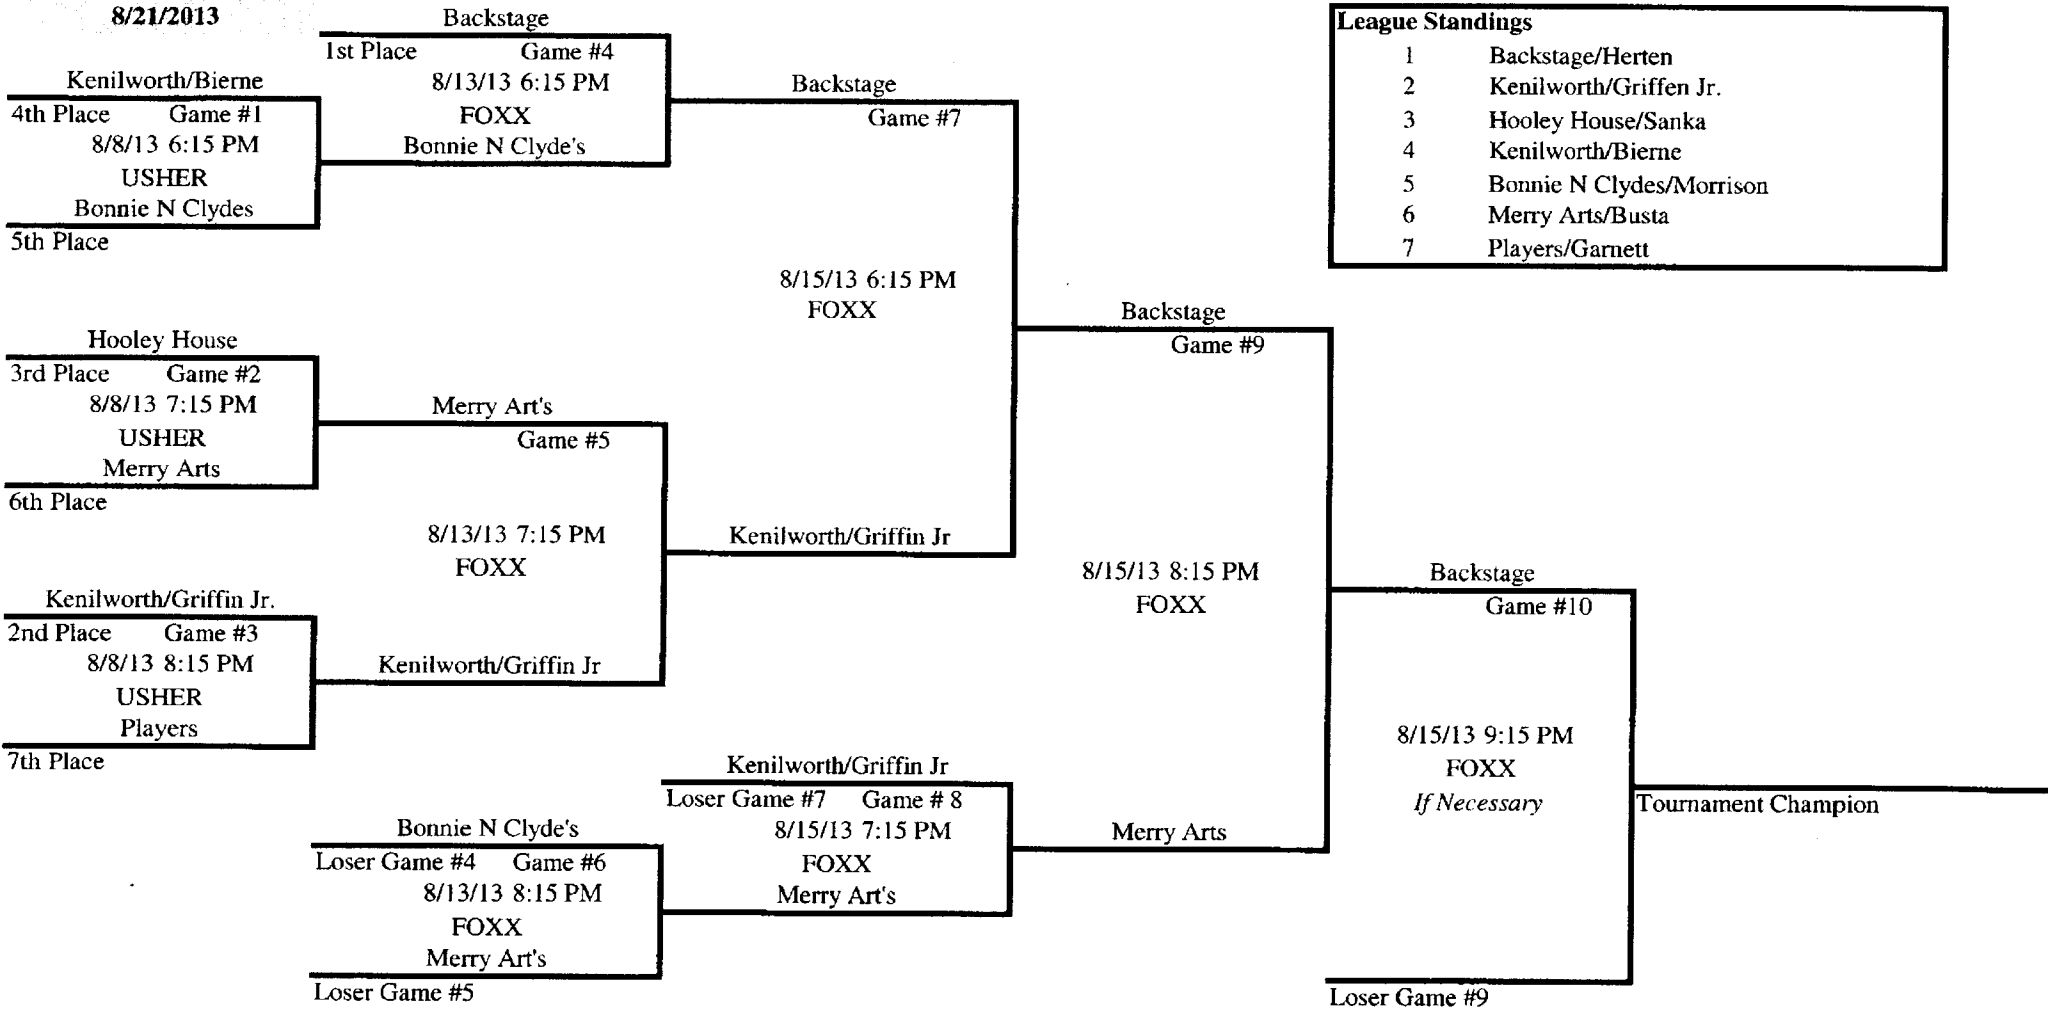 8/21/2013
Backstage
1st Place Game #4
8/13/13 6:15 PM
FOXX
Bonnie N Clyde's
Kenilworth/Bierne
4th Place Game #1
8/8/13 6:15 PM
USHER
Bonnie N Clydes
5th Place
Backstage
Game #7
8/15/13 6:15 PM
FOXX
League Standings
1 Backstage/Herten
2 Kenilworth/Griffen Jr.
3 Hooley House/Sanka
4 Kenilworth/Bierne
5 Bonnie N Clydes/Morrison
6 Merry Arts/Busta
7 Players/Garnett
Hooley House
3rd Place Game #2
8/8/13 7:15 PM
USHER
Merry Arts
6th Place
Merry Art's
Game #5
8/13/13 7:15 PM
FOXX
Kenilworth/Griffin Jr
Backstage
Game #9
8/15/13 8:15 PM
FOXX
Kenilworth/Griffin Jr.
2nd Place Game #3
8/8/13 8:15 PM
USHER
Players
7th Place
Kenilworth/Griffin Jr
Backstage
Game #10
8/15/13 9:15 PM
FOXX
If Necessary
Tournament Champion
Kenilworth/Griffin Jr
Loser Game #7 Game # 8
8/15/13 7:15 PM
FOXX
Merry Art's
Merry Arts
Bonnie N Clyde's
Loser Game #4 Game #6
8/13/13 8:15 PM
FOXX
Merry Art's
Loser Game #5
Loser Game #9